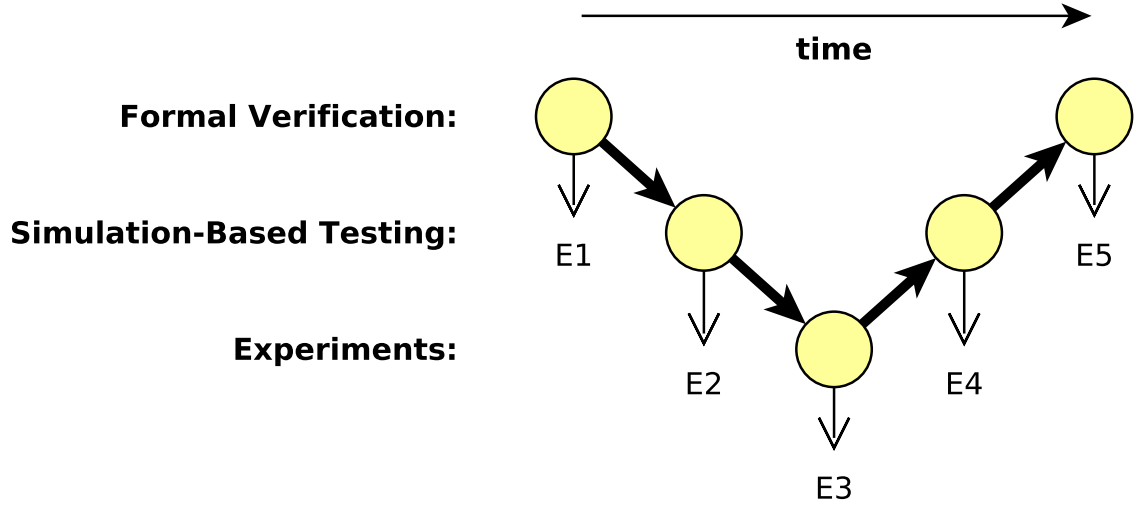 time
Formal Verification:
Simulation-Based Testing:
E1
E5
Experiments:
E2
E4
E3